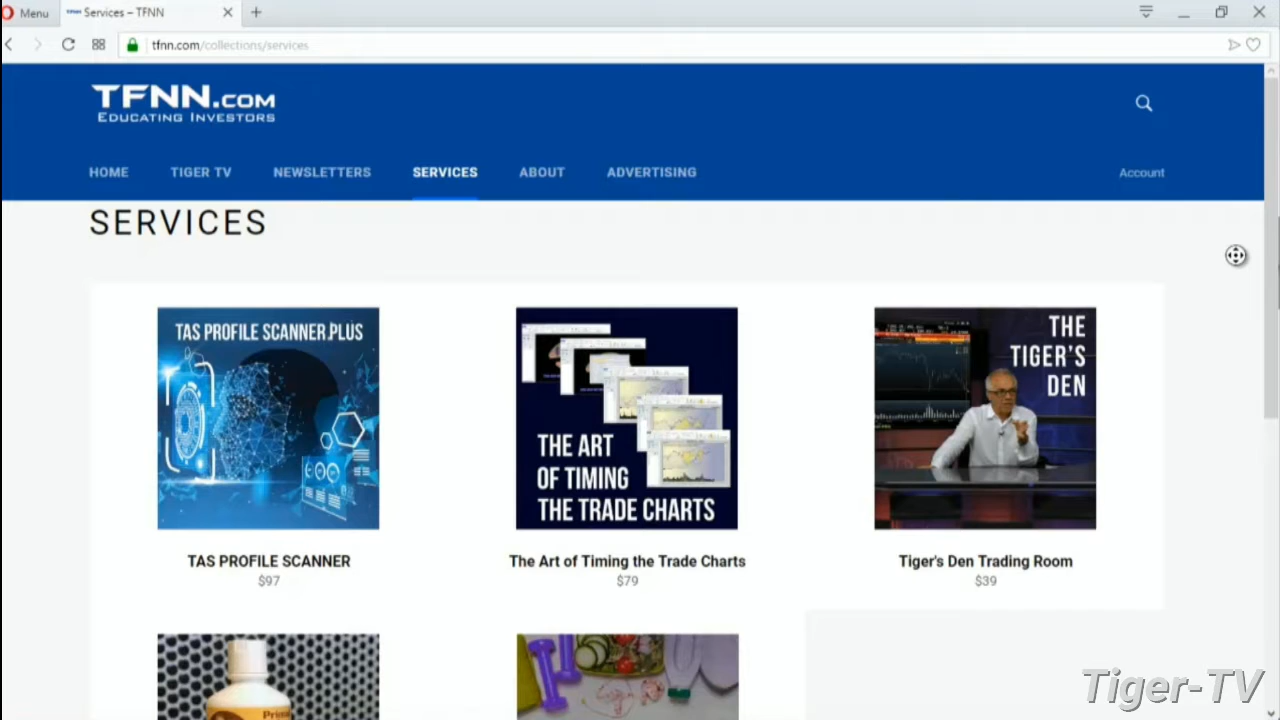 Menu
Services – TFNN
tfnn.com/collections/services
TFNN.COM
EDUCATING INVESTORS
HOME TIGER TV NEWSLETTERS SERVICES ABOUT ADVERTISING Account
SERVICES
TAS PROFILE SCANNER PLUS
THE ART
OF TIMING
THE TRADE CHARTS
THE
TIGER'S
DEN
TAS PROFILE SCANNER
$97
The Art of Timing the Trade Charts
$79
Tiger's Den Trading Room
$39
Tiger-TV